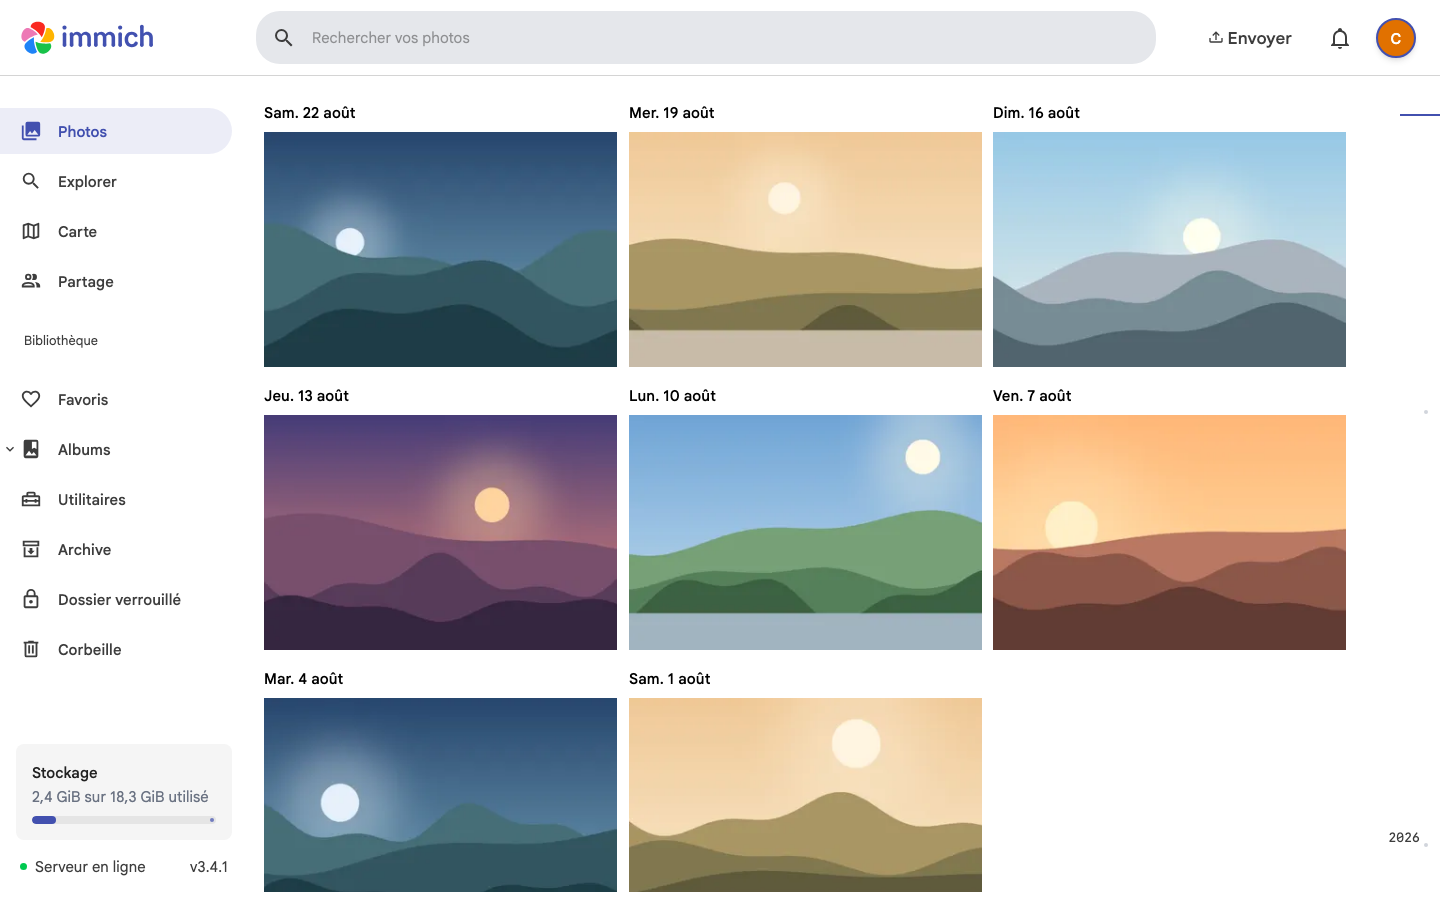 immich
Rechercher vos photos
Envoyer
C
Photos
Explorer
Carte
Partage
Bibliothèque
Favoris
Albums
Utilitaires
Archive
Dossier verrouillé
Corbeille
Stockage
2,4 GiB sur 18,3 GiB utilisé
Serveur en ligne v3.4.1
Sam. 22 août
Mer. 19 août
Dim. 16 août
Jeu. 13 août
Lun. 10 août
Ven. 7 août
Mar. 4 août
Sam. 1 août
2026